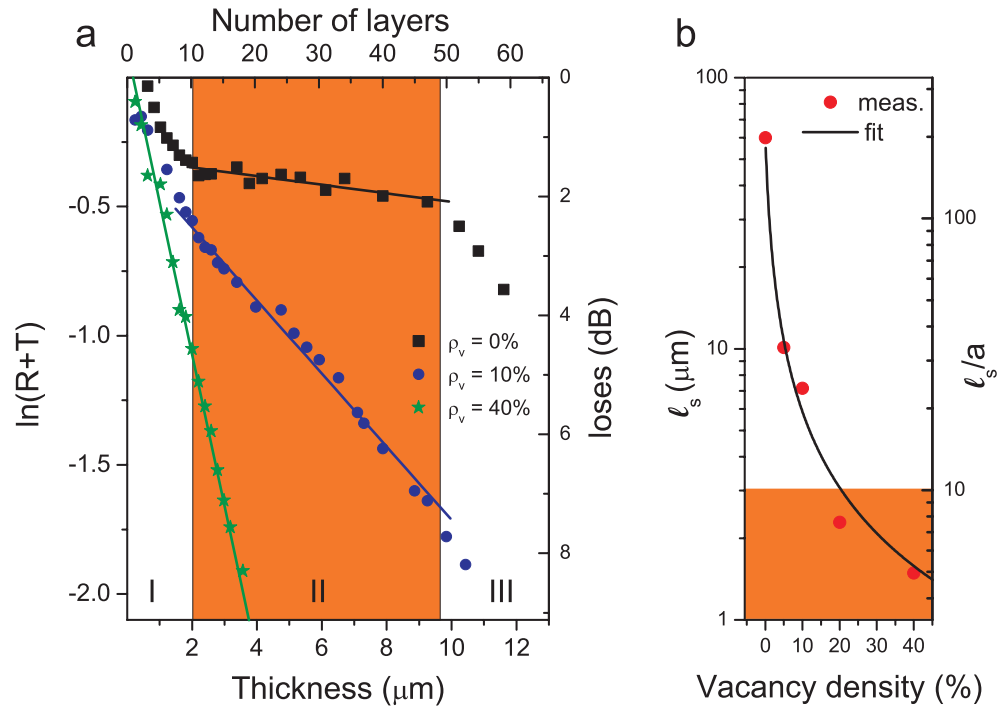 a
Number of layers
0 10 20 30 40 50 60
-0.5
-1.0
-1.5
-2.0
ln(R+T)
ρv = 0%
ρv = 10%
ρv = 40%
I
II
III
0
2
4
6
8
loses (dB)
2 4 6 8 10 12
Thickness (μm)
b
meas.
fit
100
10
1
ℓs (μm)
100
10
ℓs/a
0 10 20 30 40
Vacancy density (%)